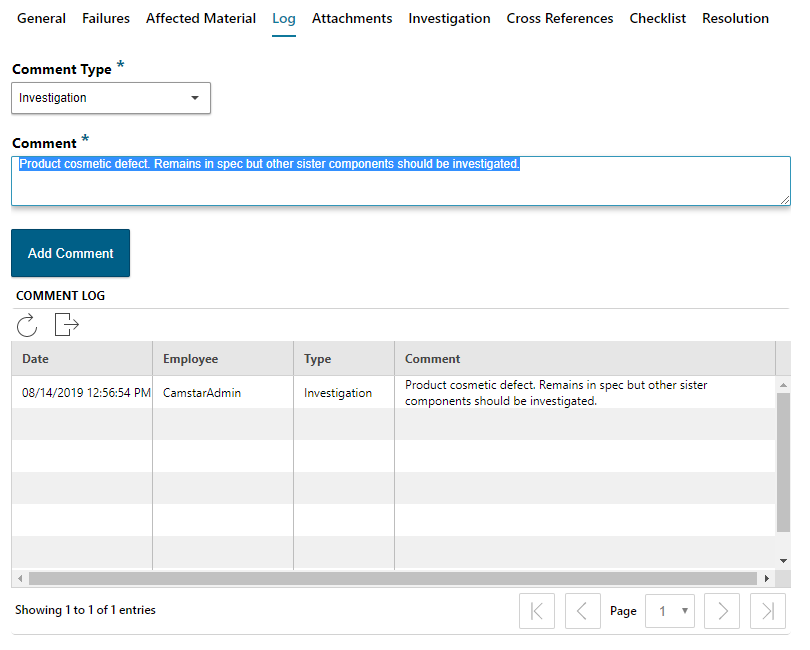 General Failures Affected Material Log Attachments Investigation Cross References Checklist Resolution
Comment Type *
Investigation
Comment *
Product cosmetic defect. Remains in spec but other sister components should be investigated.
Add Comment
COMMENT LOG
Date Employee Type Comment
08/14/2019 12:56:54 PM CamstarAdmin Investigation Product cosmetic defect. Remains in spec but other sister
components should be investigated.
Showing 1 to 1 of 1 entries Page 1